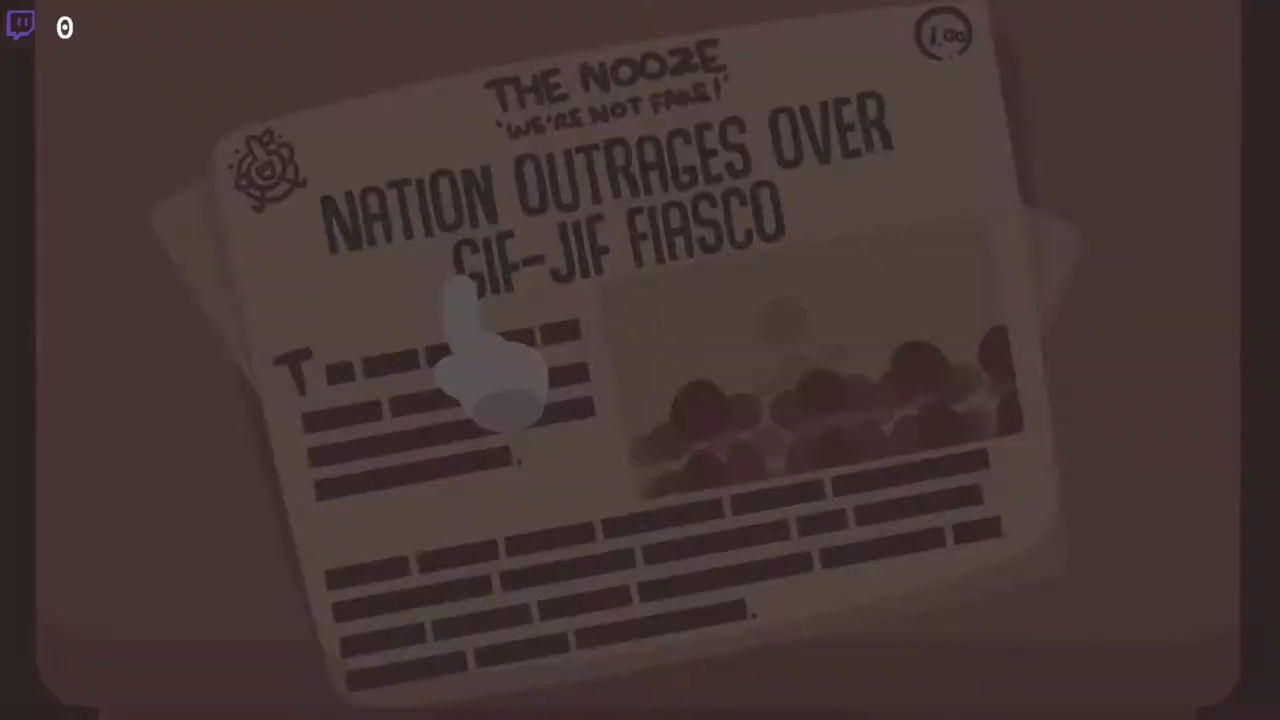 0
THE NOOZE
'WE'RE NOT FAKE!'
NATION OUTRAGES OVER
GIF-JIF FIASCO
T